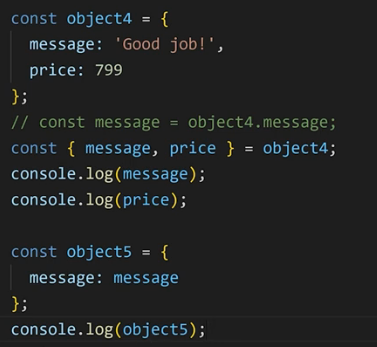 const object4 = {
  message: 'Good job!',
  price: 799
};
// const message = object4.message;
const { message, price } = object4;
console.log(message);
console.log(price);

const object5 = {
  message: message
};
console.log(object5);